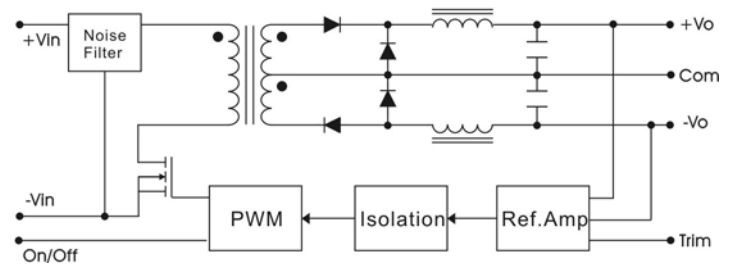 +Vin
Noise
Filter
+Vo
Com
-Vo
-Vin
PWM
Isolation
Ref.Amp
On/Off
Trim